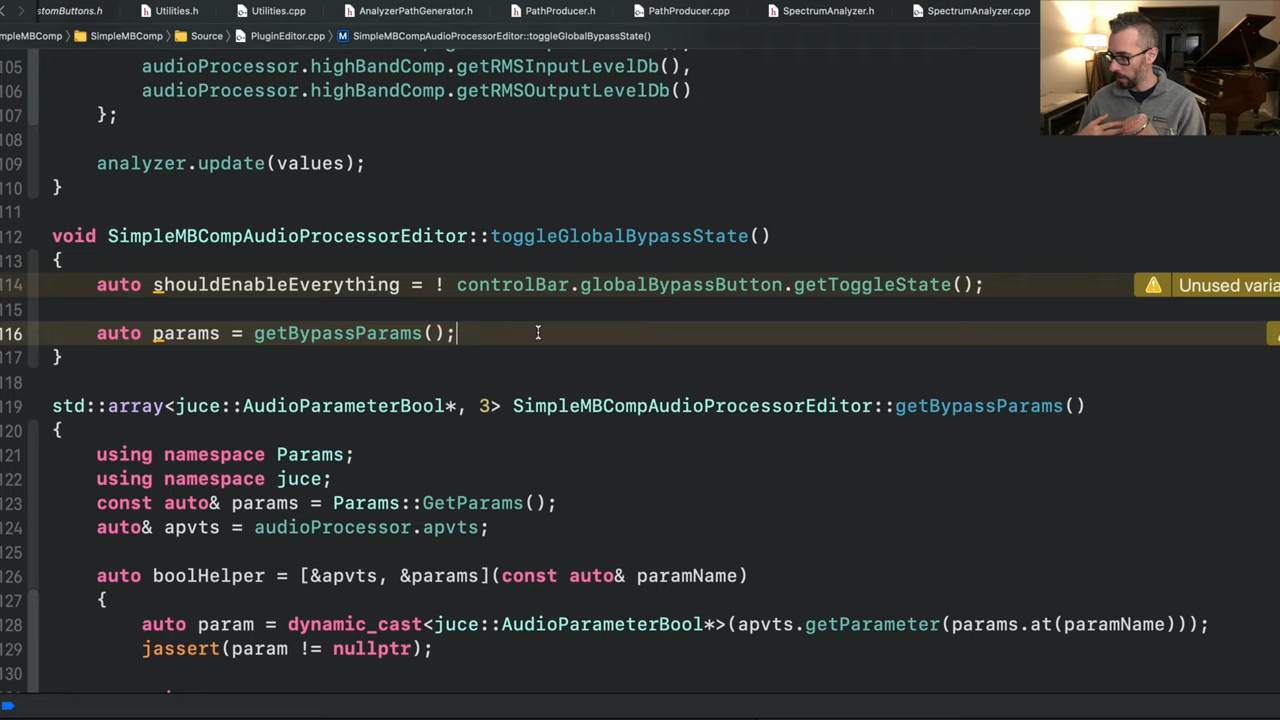 stomButtons.h Utilities.h Utilities.cpp AnalyzerPathGenerator.h PathProducer.h PathProducer.cpp SpectrumAnalyzer.h SpectrumAnalyzer.cpp
mpleMBComp SimpleMBComp Source PluginEditor.cpp SimpleMBCompAudioProcessorEditor::toggleGlobalBypassState()
105 audioProcessor.highBandComp.getRMSInputLevelDb(),
106 audioProcessor.highBandComp.getRMSOutputLevelDb()
107 };
108
109 analyzer.update(values);
110 }
111
112 void SimpleMBCompAudioProcessorEditor::toggleGlobalBypassState()
113 {
114 auto shouldEnableEverything = ! controlBar.globalBypassButton.getToggleState(); Unused varia
115
116 auto params = getBypassParams();
117 }
118
119 std::array<juce::AudioParameterBool*, 3> SimpleMBCompAudioProcessorEditor::getBypassParams()
120 {
121 using namespace Params;
122 using namespace juce;
123 const auto& params = Params::GetParams();
124 auto& apvts = audioProcessor.apvts;
125
126 auto boolHelper = [&apvts, &params](const auto& paramName)
127 {
128 auto param = dynamic_cast<juce::AudioParameterBool*>(apvts.getParameter(params.at(paramName)));
129 jassert(param != nullptr);
130